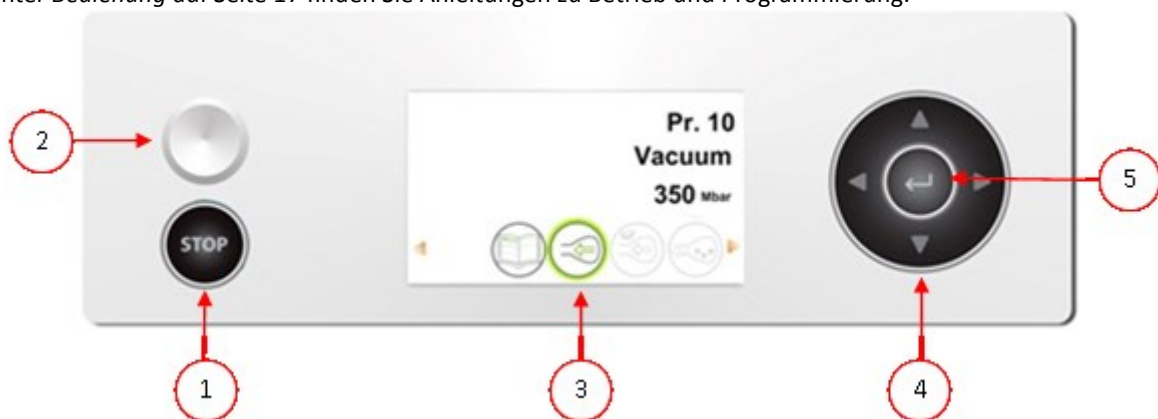 Bedienung auf Seite 17 finden Sie Anleitungen zu Betrieb und Programmierung.
Pr. 10
Vacuum
350 Mbar
2
STOP
5
1
3
4